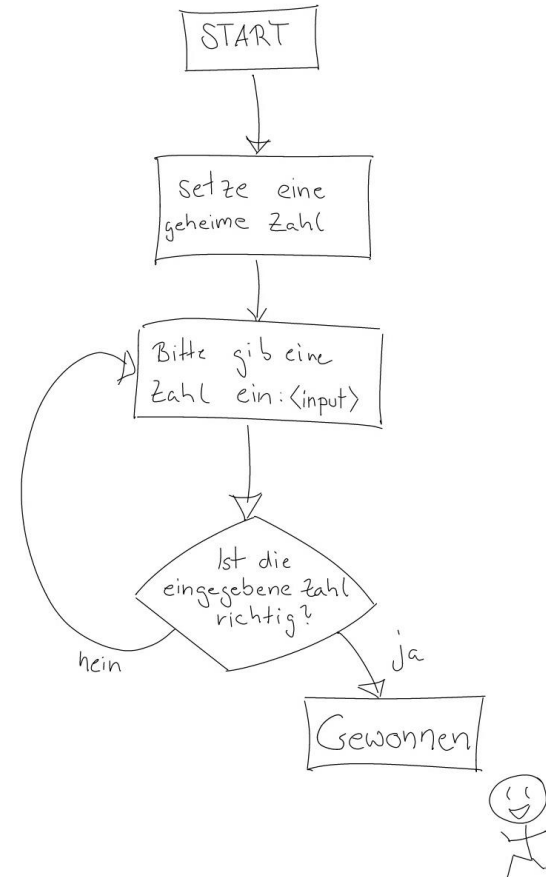 START
setze eine
geheime Zahl
Bitte gib eine
Zahl ein: <input>
Ist die
eingegebene Zahl
richtig?
nein
ja
Gewonnen